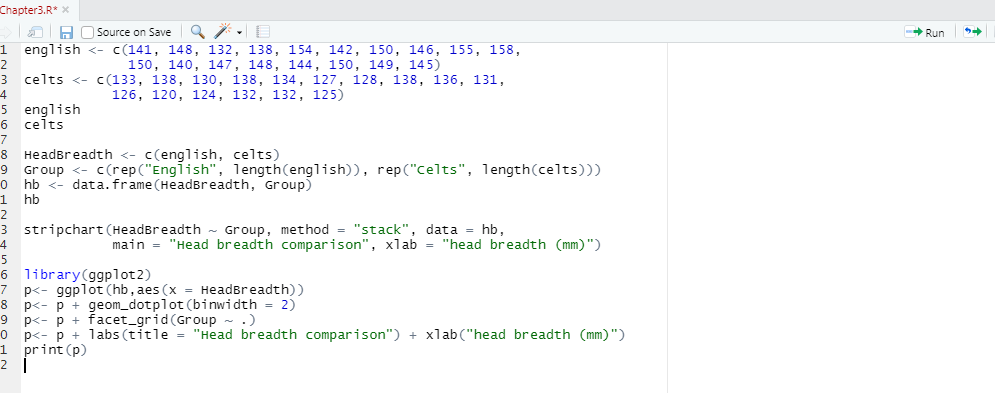 Chapter3.R*
Source on Save
Run
1 english <- c(141, 148, 132, 138, 154, 142, 150, 146, 155, 158,
2              150, 140, 147, 148, 144, 150, 149, 145)
3 celts <- c(133, 138, 130, 138, 134, 127, 128, 138, 136, 131,
4            126, 120, 124, 132, 132, 125)
5 english
6 celts
7
8 HeadBreadth <- c(english, celts)
9 Group <- c(rep("English", length(english)), rep("Celts", length(celts)))
0 hb <- data.frame(HeadBreadth, Group)
1 hb
2
3 stripchart(HeadBreadth ~ Group, method = "stack", data = hb,
4            main = "Head breadth comparison", xlab = "head breadth (mm)")
5
6 library(ggplot2)
7 p<- ggplot(hb,aes(x = HeadBreadth))
8 p<- p + geom_dotplot(binwidth = 2)
9 p<- p + facet_grid(Group ~ .)
0 p<- p + labs(title = "Head breadth comparison") + xlab("head breadth (mm)")
1 print(p)
2